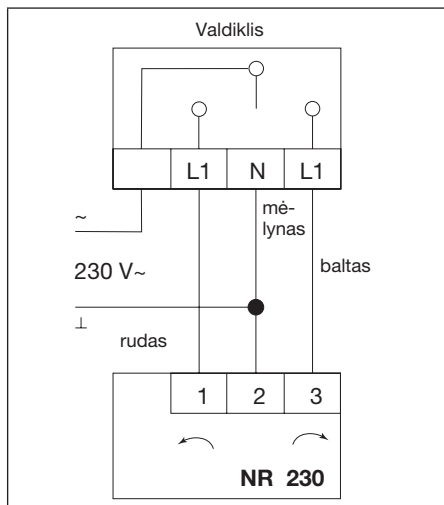 Valdiklis
L1 N L1
~
mė-
lynas
230 V~
baltas
⊥
rudas
1 2 3
NR 230